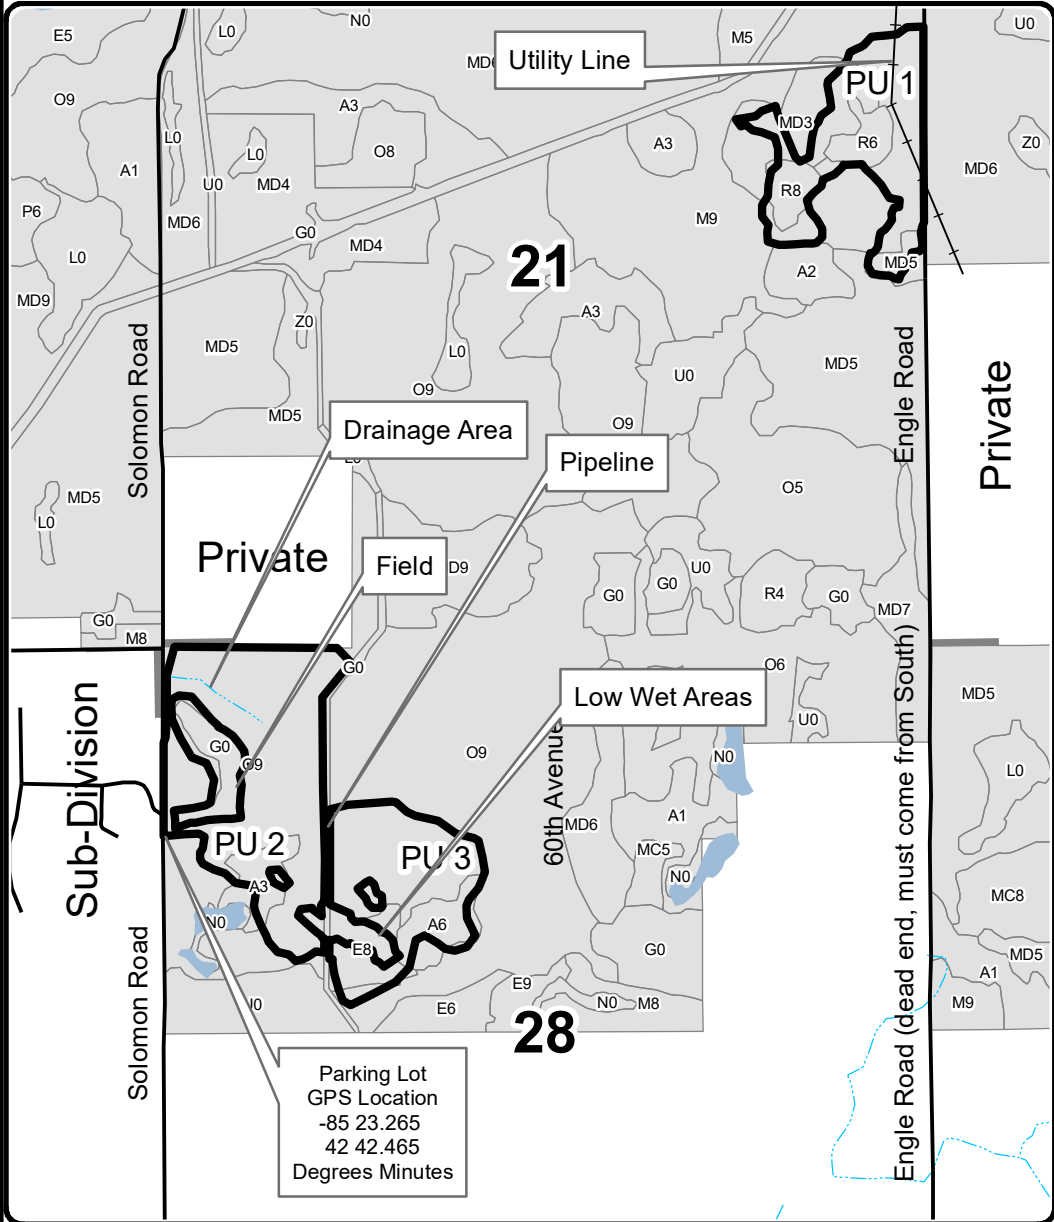 E5
L0
N0
M5
U0
Utility Line
MD6
PU 1
O9
A3
MD3
L0
L0
O8
A3
R6
Z0
A1
U0
MD4
MD6
P6
MD6
R8
M9
G0
MD4
L0
21
A2
MD5
MD9
Z0
A3
Solomon Road
MD5
L0
U0
MD5
Engle Road
Private
O9
MD5
O9
Drainage Area
Pipeline
MD5
O5
L0
Private
Field
D9
G0
G0
U0
R4
G0
MD7
G0
M8
G0
O6
Low Wet Areas
MD5
Sub-Division
U0
G0
O9
O9
N0
L0
60th Avenue
MD6
A1
PU 2
PU 3
MC5
A3
N0
MC8
N0
A6
E8
G0
MD5
A1
E9
Solomon Road
E6
N0
M8
M9
28
Engle Road (dead end, must come from South)
Parking Lot
GPS Location
-85 23.265
42 42.465
Degrees Minutes